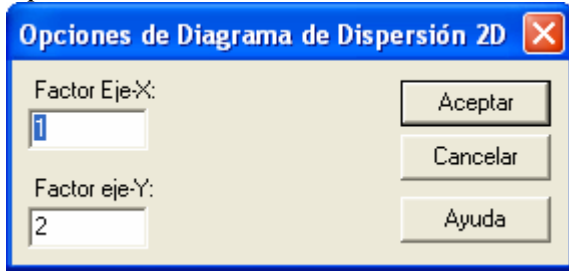 Opciones de Diagrama de Dispersión 2D
Factor Eje-X:
1
Aceptar
Cancelar
Factor eje-Y:
2
Ayuda